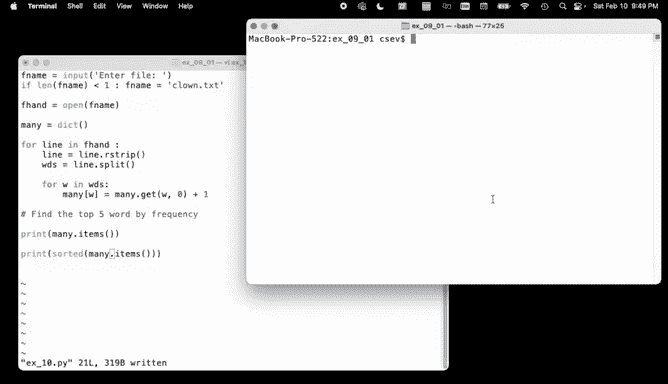 Terminal Shell Edit View Window Help
Sat Feb 10 9:49 PM
ex_09_01 — -bash — 77×25
MacBook-Pro-522:ex_09_01 csev$
ex_09_01 —
fname = input('Enter file: ')
if len(fname) < 1 : fname = 'clown.txt'
fhand = open(fname)
many = dict()
for line in fhand :
    line = line.rstrip()
    wds = line.split()
    for w in wds:
        many[w] = many.get(w, 0) + 1
# Find the top 5 word by frequency
print(many.items())
print(sorted(many.items()))
~
~
~
~
~
~
~
"ex_10.py" 21L, 319B written